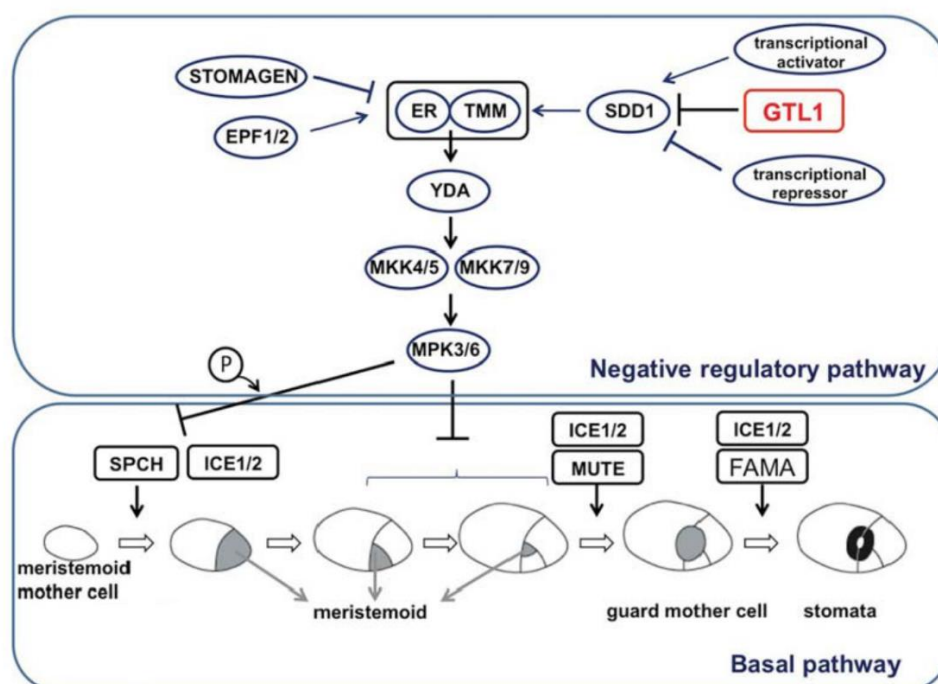 transcriptional
activator
STOMAGEN
ER
TMM
SDD1
GTL1
EPF1/2
transcriptional
repressor
YDA
MKK4/5
MKK7/9
MPK3/6
P
Negative regulatory pathway
ICE1/2
ICE1/2
SPCH
ICE1/2
MUTE
FAMA
meristemoid
mother cell
meristemoid
guard mother cell
stomata
Basal pathway